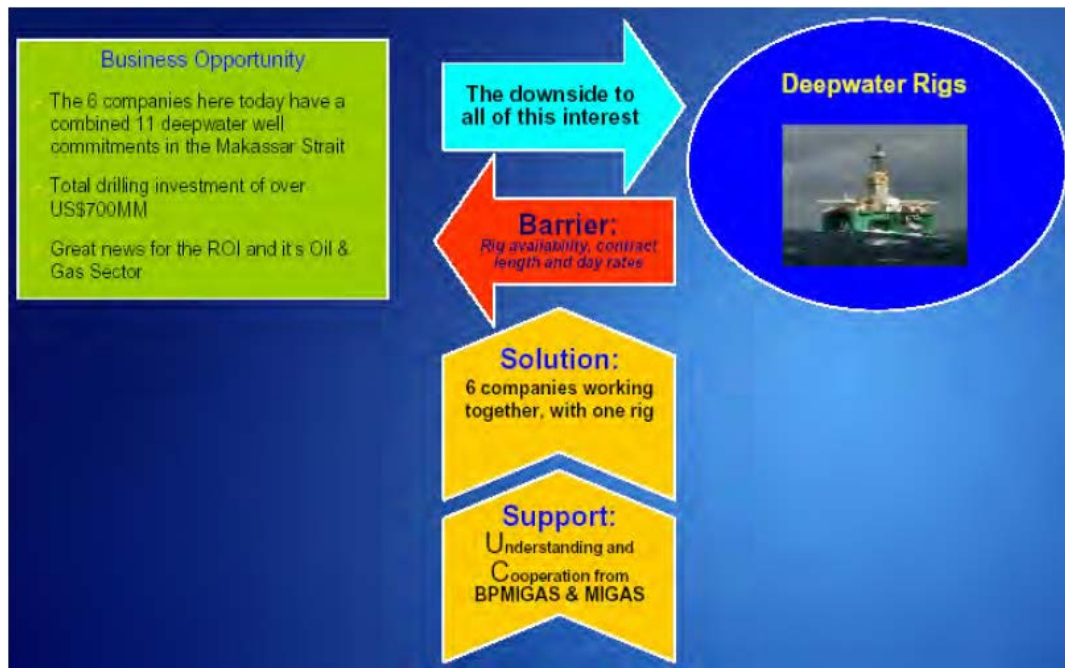 Business Opportunity
The 6 companies here today have a
combined 11 deepwater well
commitments in the Makassar Strait
Total drilling investment of over
US$700MM
Great news for the ROI and it's Oil &
Gas Sector
The downside to
all of this interest
Deepwater Rigs
Barrier:
Rig availability, contract
length and day rates
Solution:
6 companies working
together, with one rig
Support:
Understanding and
Cooperation from
BPMIGAS & MIGAS